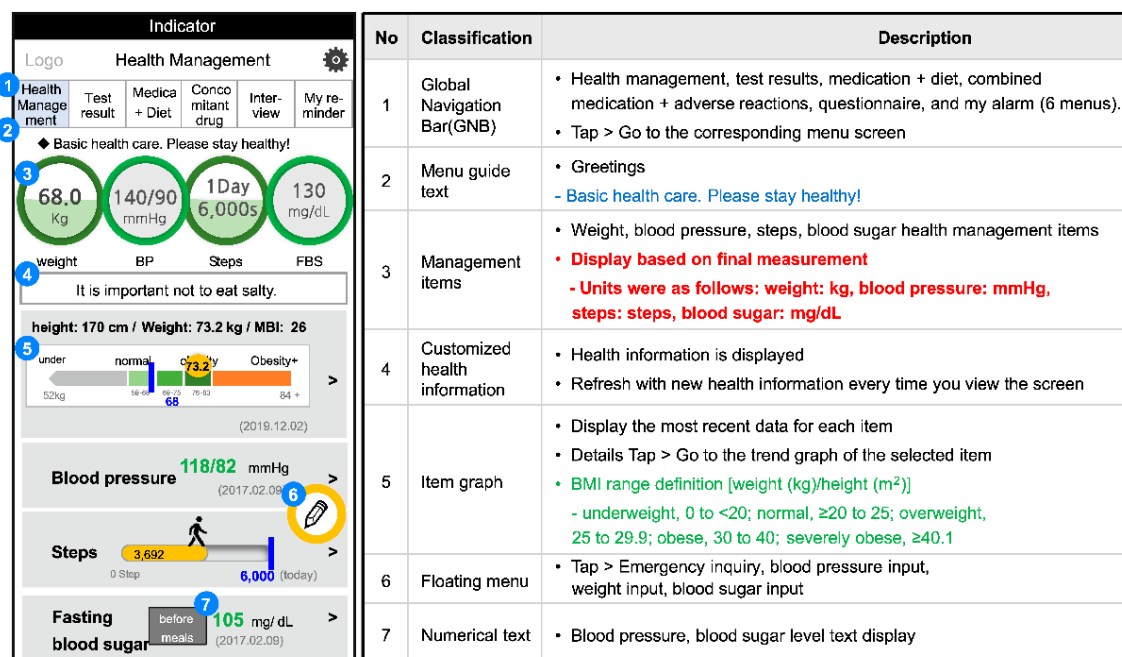 Indicator
Logo
Health Management
1
Health
Manage
ment
Test
result
Medica
+ Diet
Conco
mitant
drug
Inter-
view
My re-
minder
2
◆ Basic health care. Please stay healthy!
3
68.0
Kg
140/90
mmHg
1Day
6,000s
130
mg/dL
weight
BP
Steps
FBS
4
It is important not to eat salty.
height: 170 cm / Weight: 73.2 kg / MBI: 26
5
under
normal
73.2
Obesity+
>
52kg
68
84 +
(2019.12.02)
Blood pressure
118/82 mmHg
(2017.02.09)
>
6
Steps
3,692
>
0 Step
6,000 (today)
7
Fasting
blood sugar
before
meals
105 mg/ dL
(2017.02.09)
>
No Classification Description
1
Global
Navigation
Bar(GNB)
• Health management, test results, medication + diet, combined
medication + adverse reactions, questionnaire, and my alarm (6 menus).
• Tap > Go to the corresponding menu screen
2
Menu guide
text
• Greetings
- Basic health care. Please stay healthy!
3
Management
items
• Weight, blood pressure, steps, blood sugar health management items
• Display based on final measurement
- Units were as follows: weight: kg, blood pressure: mmHg,
steps: steps, blood sugar: mg/dL
4
Customized
health
information
• Health information is displayed
• Refresh with new health information every time you view the screen
5
Item graph
• Display the most recent data for each item
• Details Tap > Go to the trend graph of the selected item
• BMI range definition [weight (kg)/height (m²)]
- underweight, 0 to <20; normal, ≥20 to 25; overweight,
25 to 29.9; obese, 30 to 40; severely obese, ≥40.1
6
Floating menu
• Tap > Emergency inquiry, blood pressure input,
weight input, blood sugar input
7
Numerical text
• Blood pressure, blood sugar level text display